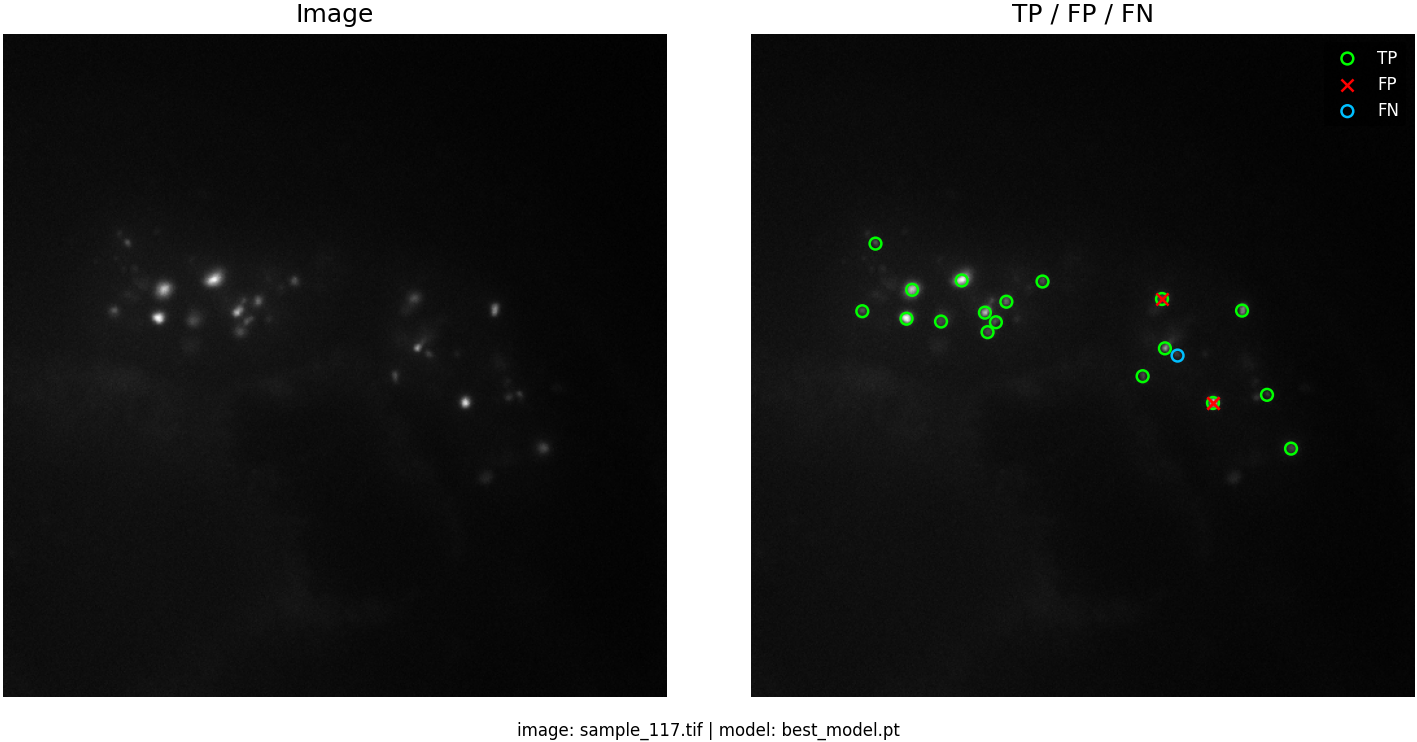 Image
TP / FP / FN
TP
FP
FN
image: sample_117.tif | model: best_model.pt